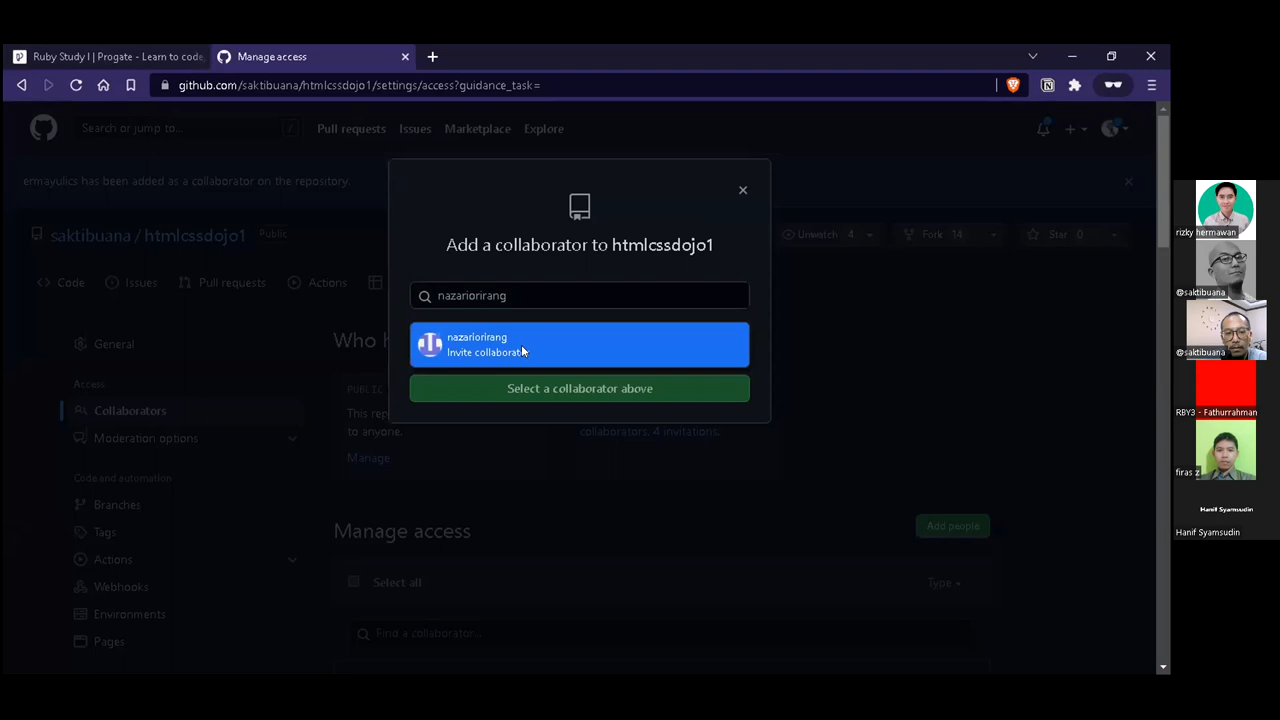 Ruby Study I | Progate - Learn to code,
Manage access
github.com/saktibuana/htmlcssdojo1/settings/access?guidance_task=
Search or jump to...
/
Pull requests
Issues
Marketplace
Explore
ermayulics has been added as a collaborator on the repository.
saktibuana / htmlcssdojo1
Public
Unwatch 4
Fork 14
Star 0
Code
Issues
Pull requests
Actions
Add a collaborator to htmlcssdojo1
nazariorirang
nazariorirang
Invite collaborator
Select a collaborator above
General
Access
Collaborators
Moderation options
Code and automation
Branches
Tags
Actions
Webhooks
Environments
Pages
Who h
PUBLIC
This rep
to anyone.
Manage
collaborators. 4 invitations.
Manage access
Add people
Select all
Type
Find a collaborator...
rizky hermawan
@saktibuana
@saktibuana
RBY3 - Fathurrahman
firas z
Hanif Syamsudin
Hanif Syamsudin